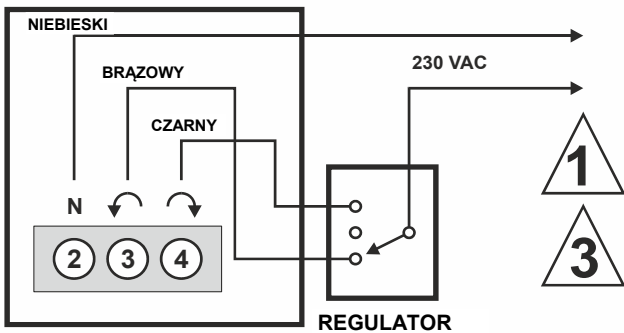 NIEBIESKI
BRĄZOWY
230 VAC
CZARNY
1
N
2 3 4
3
REGULATOR